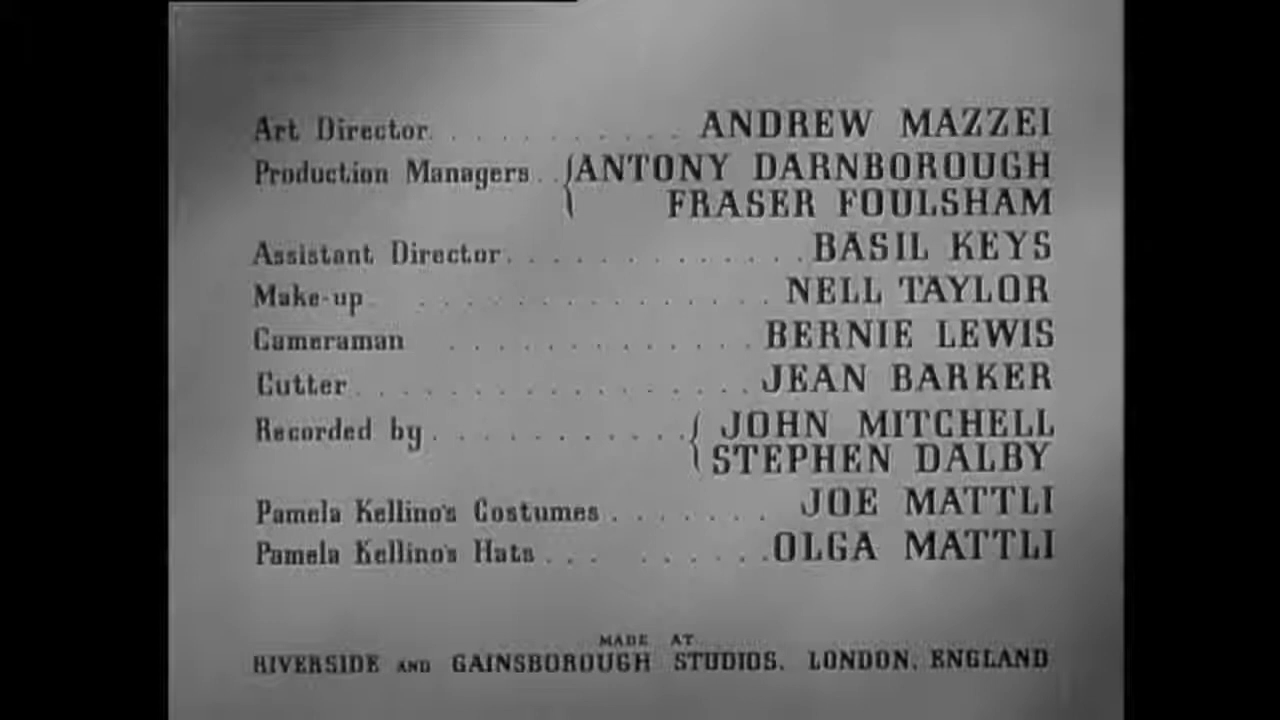 Art Director. . . . . . . . . . . ANDREW MAZZEI
Production Managers . . { ANTONY DARNBOROUGH
FRASER FOULSHAM
Assistant Director. . . . . . . . . . . . . . BASIL KEYS
Make-up . . . . . . . . . . . . . . . . NELL TAYLOR
Cameraman . . . . . . . . . . . . . BERNIE LEWIS
Cutter. . . . . . . . . . . . . . . . . . . JEAN BARKER
Recorded by . . . . . . . . . . . . { JOHN MITCHELL
STEPHEN DALBY
Pamela Kellino's Costumes . . . . . . . JOE MATTLI
Pamela Kellino's Hats . . . . . . . . . OLGA MATTLI
MADE AT
RIVERSIDE AND GAINSBOROUGH STUDIOS, LONDON, ENGLAND